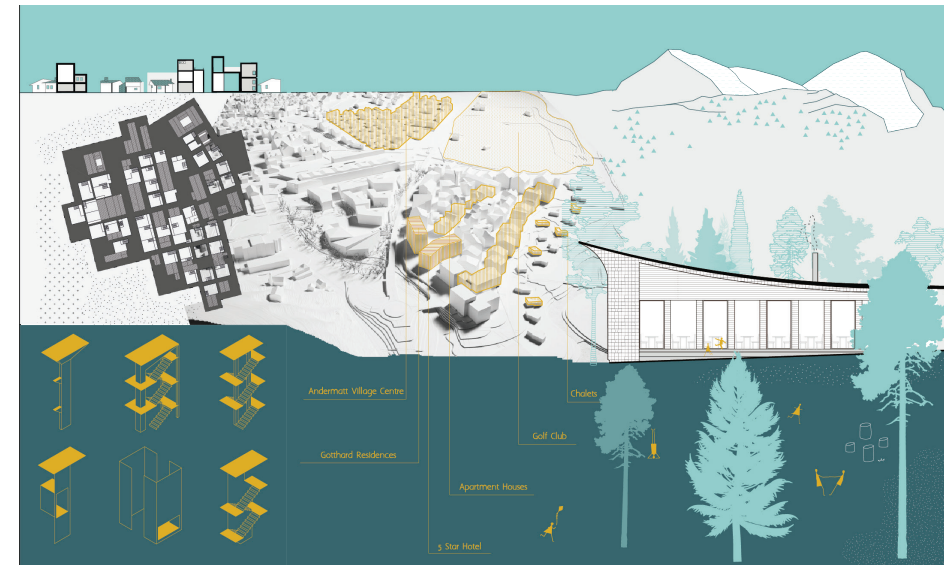 Andermatt Village Centre
Chalets
Golf Club
Gotthard Residences
Apartment Houses
5 Star Hotel